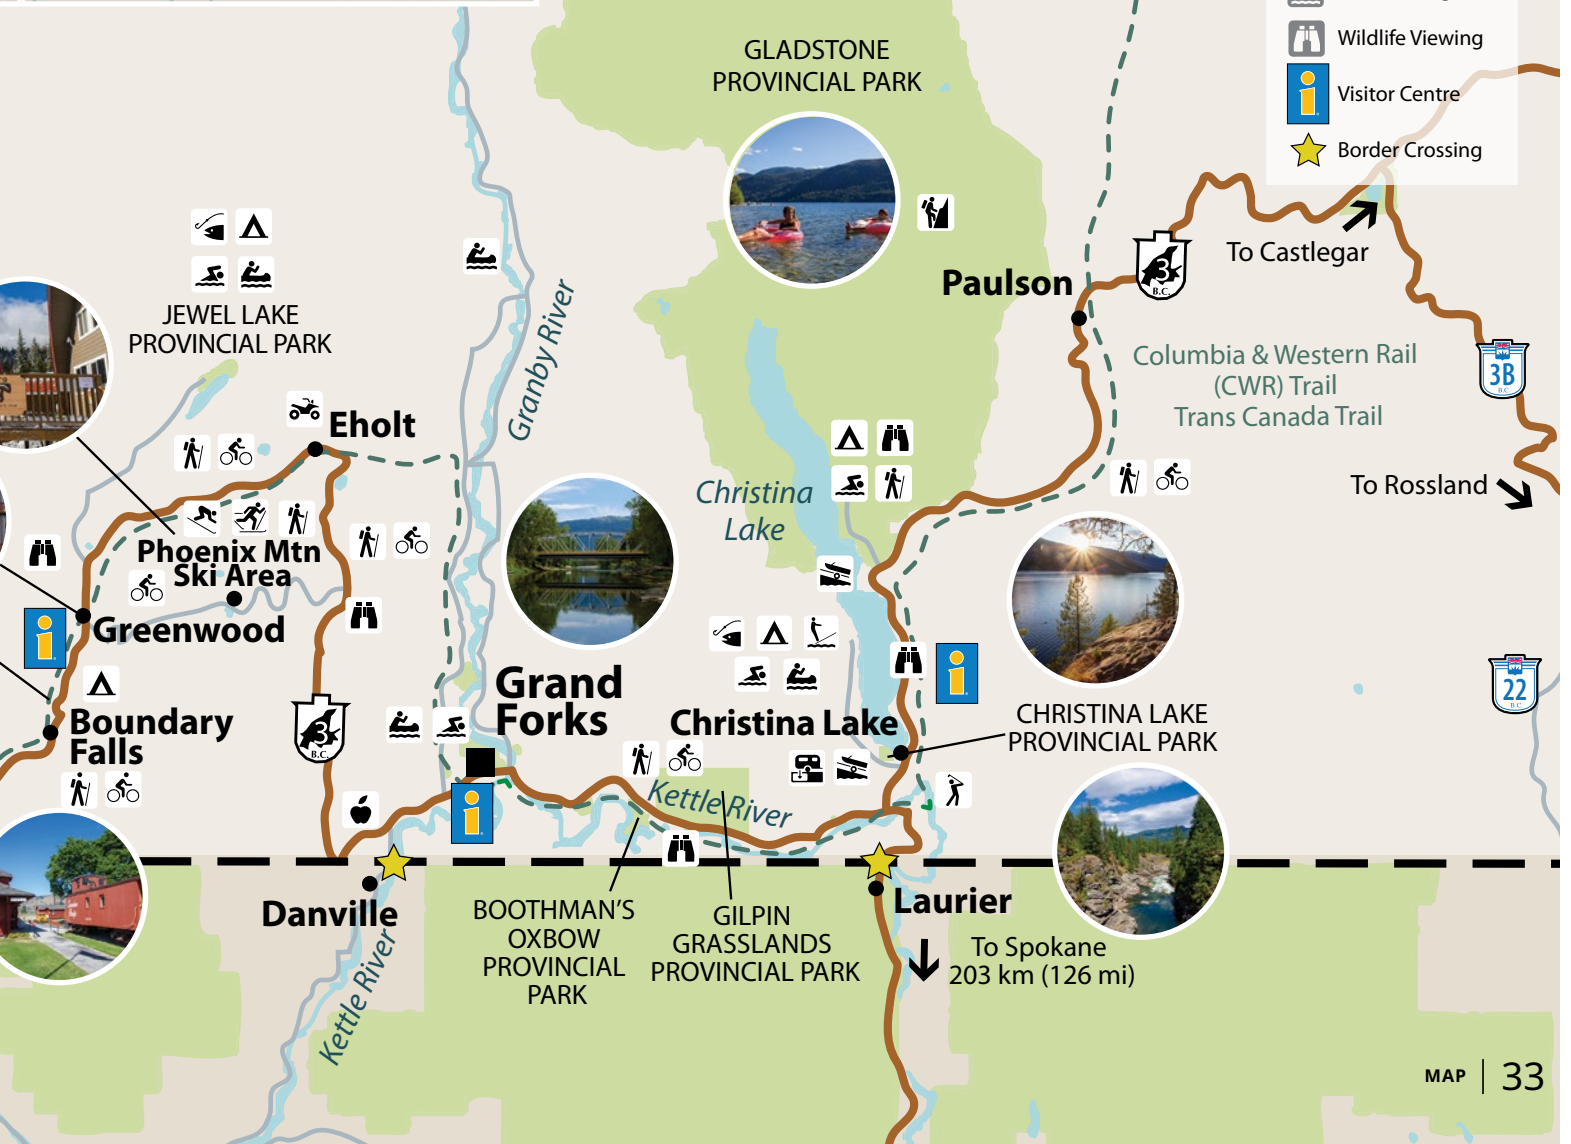 Wildlife Viewing
Visitor Centre
Border Crossing
GLADSTONE
PROVINCIAL PARK
To Castlegar
3
B.C.
Paulson
JEWEL LAKE
PROVINCIAL PARK
Granby River
Columbia & Western Rail
(CWR) Trail
Trans Canada Trail
3B
B.C.
Eholt
To Rossland
Christina
Lake
Phoenix Mtn
Ski Area
Greenwood
i
i
Grand
Forks
22
B.C.
Boundary
Falls
3
B.C.
Christina Lake
CHRISTINA LAKE
PROVINCIAL PARK
Kettle River
i
Danville
Laurier
BOOTHMAN'S
OXBOW
PROVINCIAL
PARK
GILPIN
GRASSLANDS
PROVINCIAL PARK
To Spokane
203 km (126 mi)
Kettle River
MAP | 33